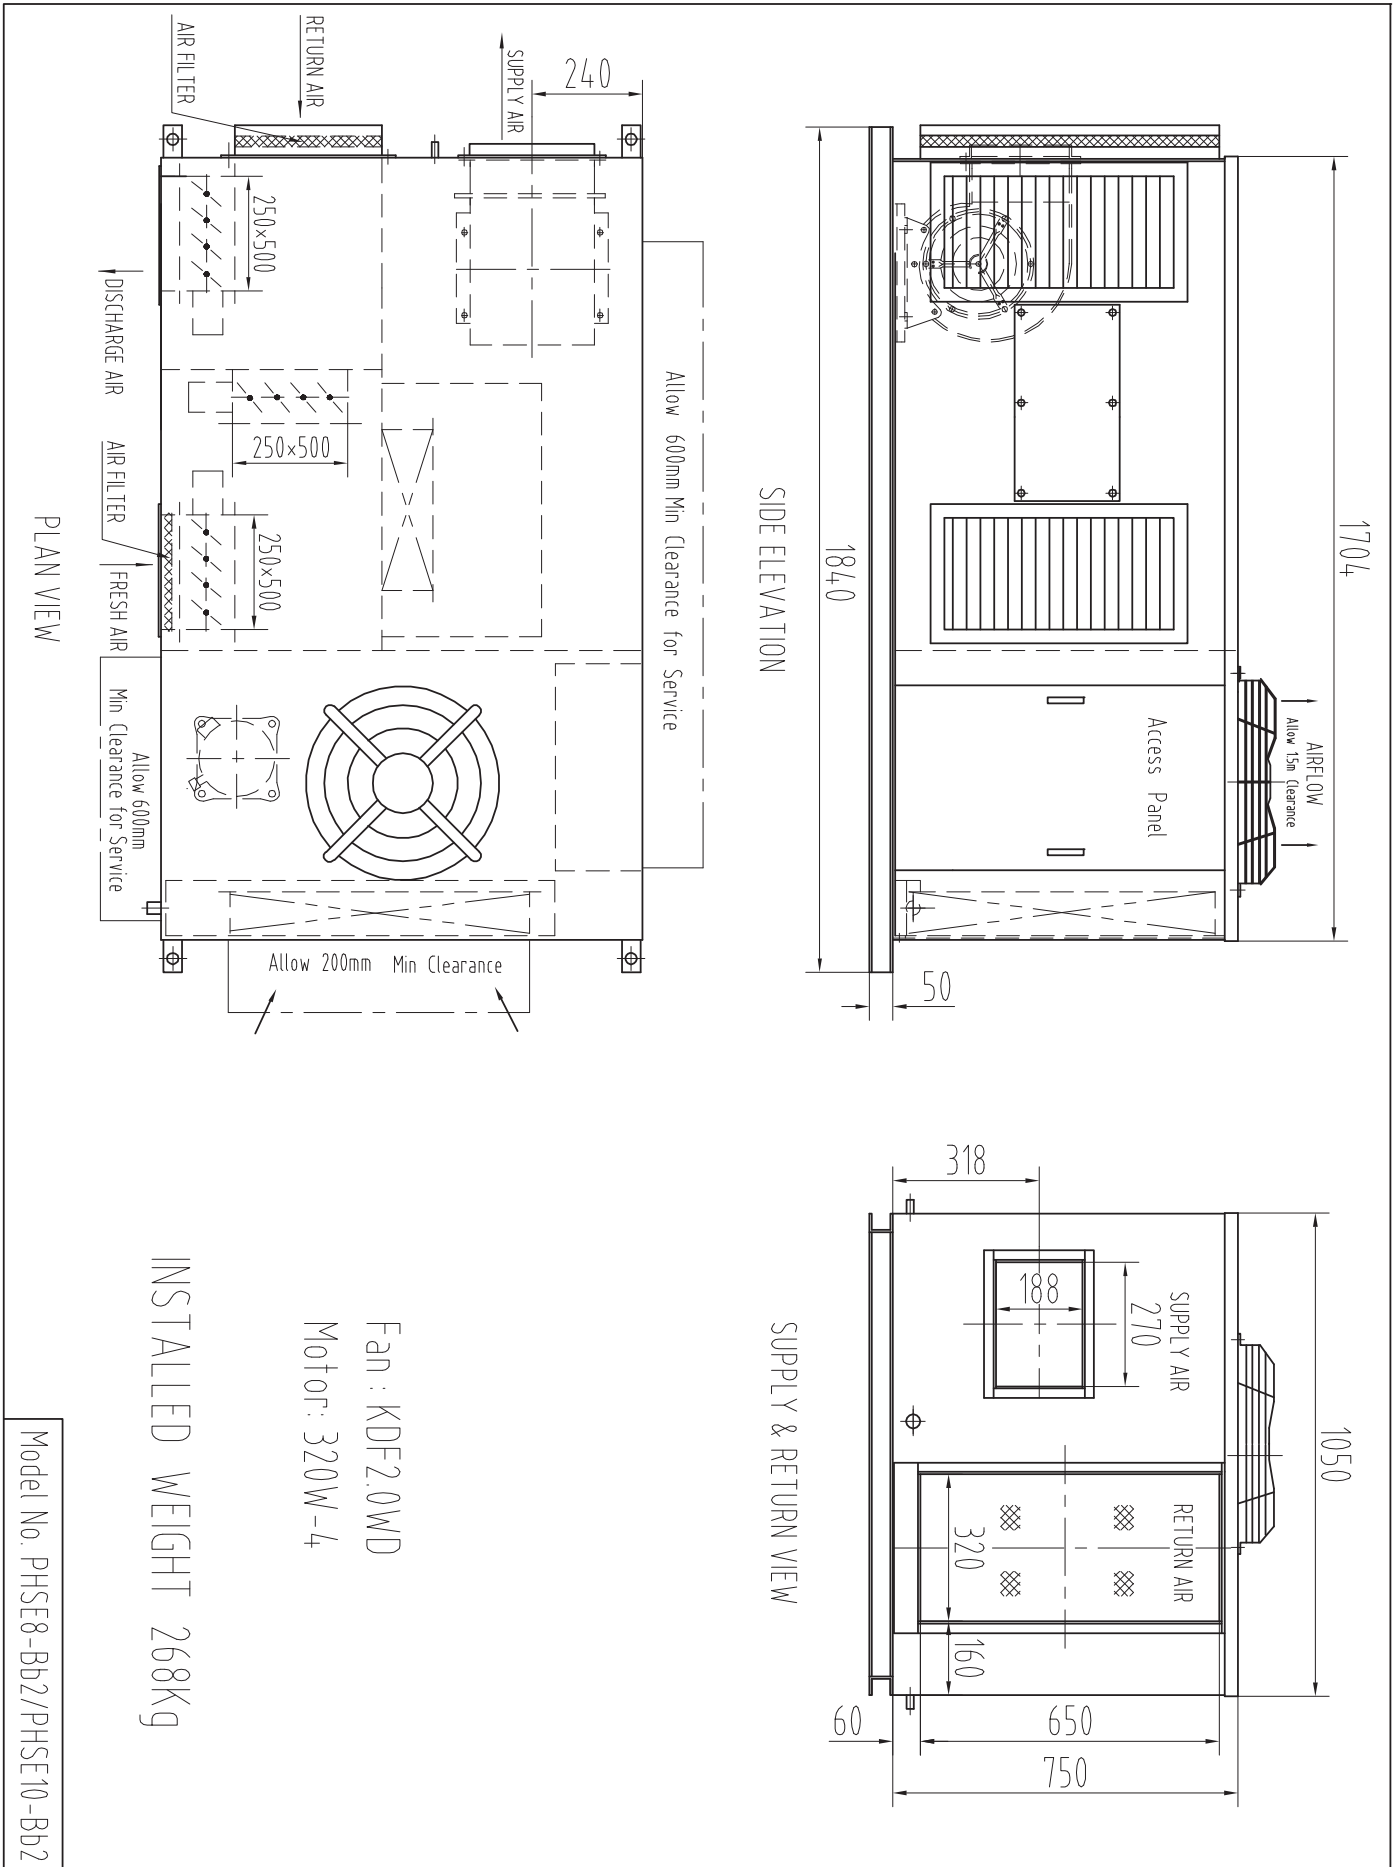 1704
AIRFLOW
Allow 1.5m Clearance
Access Panel
1840
50
SIDE ELEVATION
1050
318
SUPPLY AIR
270
188
RETURN AIR
320
160
60
650
750
SUPPLY & RETURN VIEW
240
SUPPLY AIR
RETURN AIR
AIR FILTER
Allow 600mm Min Clearance for Service
250×500
250×500
250×500
DISCHARGE AIR
AIR FILTER
FRESH AIR
Allow 600mm
Min Clearance for Service
Allow 200mm Min Clearance
PLAN VIEW
Fan: KDF2.0WD
Motor: 320W-4
INSTALLED WEIGHT 268Kg
Model No. PHSE8-Bb2/PHSE10-Bb2